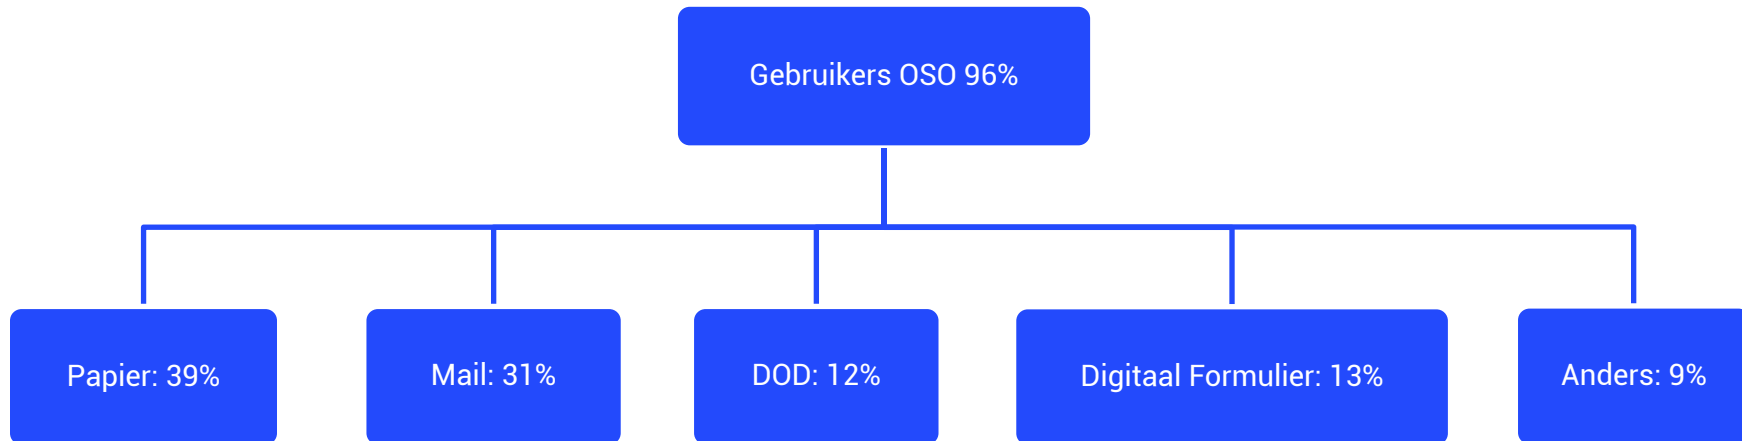 Gebruikers OSO 96%
Papier: 39%
Mail: 31%
DOD: 12%
Digitaal Formulier: 13%
Anders: 9%